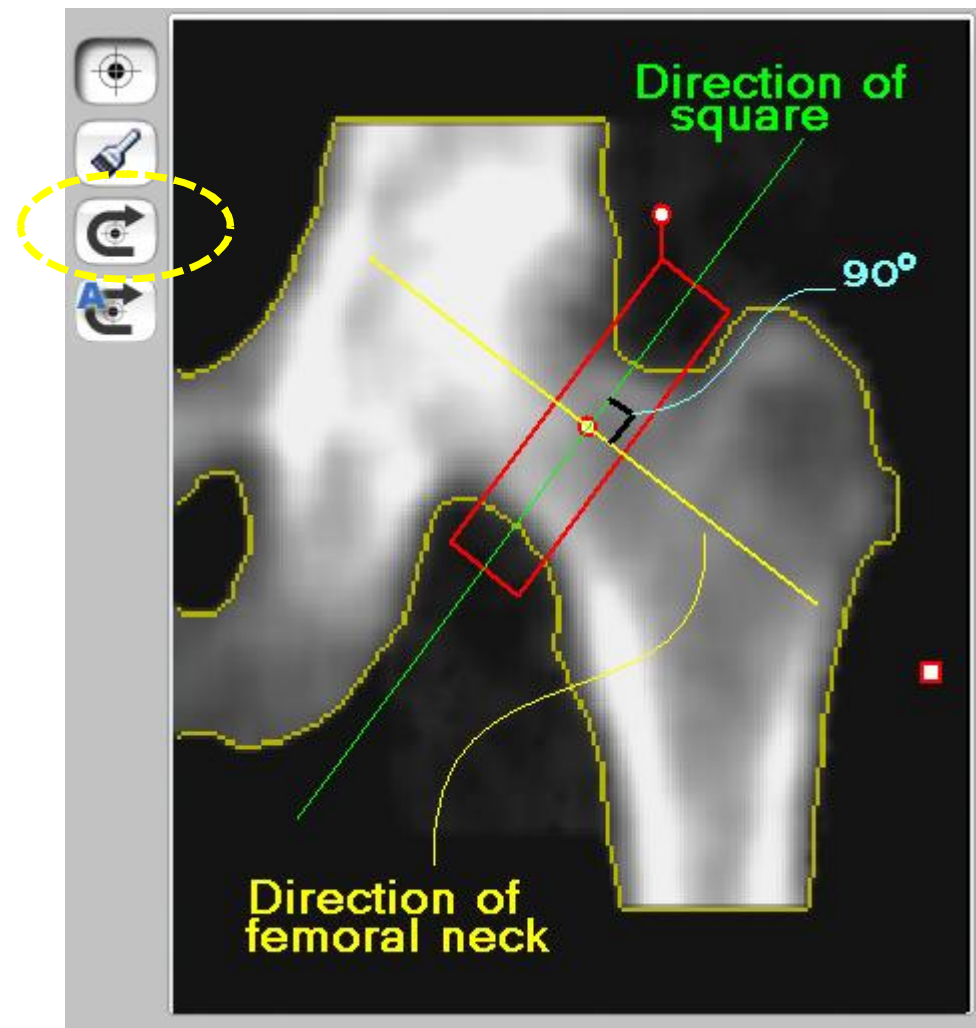 Direction of
square
90°
A
Direction of
femoral neck